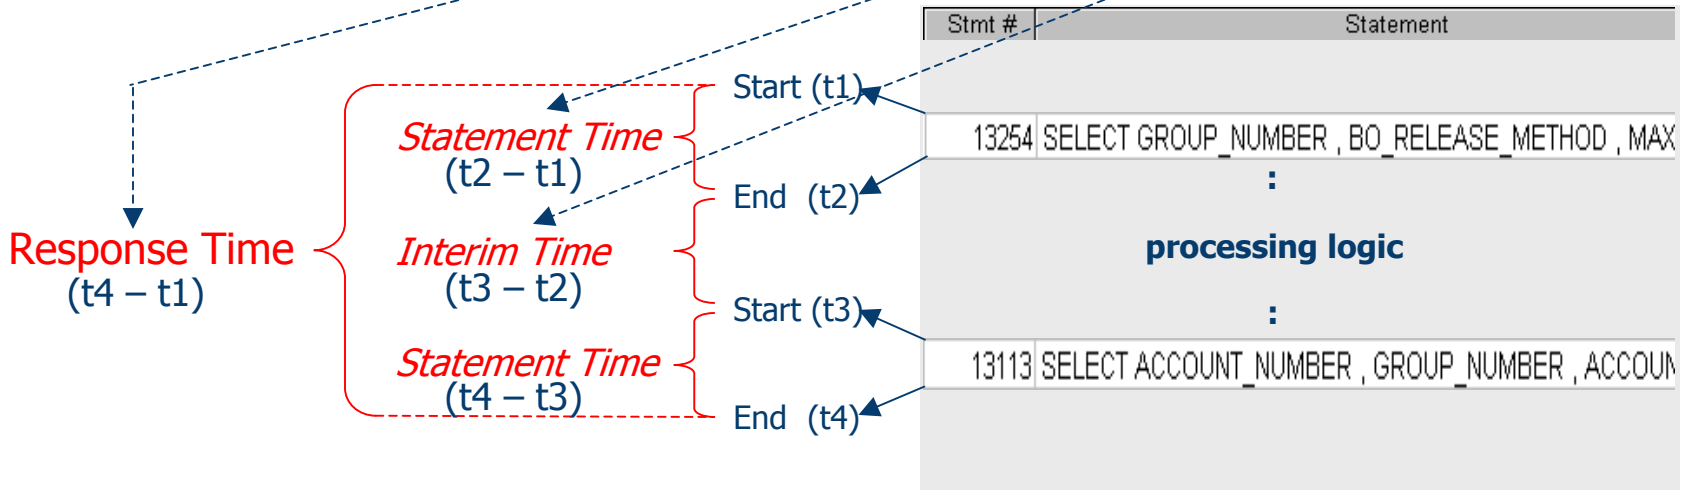 Stmt # Statement
Start (t1)
Statement Time
(t2 – t1)
13254 SELECT GROUP_NUMBER , BO_RELEASE_METHOD , MAX
:
End (t2)
Response Time
(t4 – t1)
Interim Time
(t3 – t2)
processing logic
Start (t3)
:
Statement Time
(t4 – t3)
13113 SELECT ACCOUNT_NUMBER , GROUP_NUMBER , ACCOUN
End (t4)